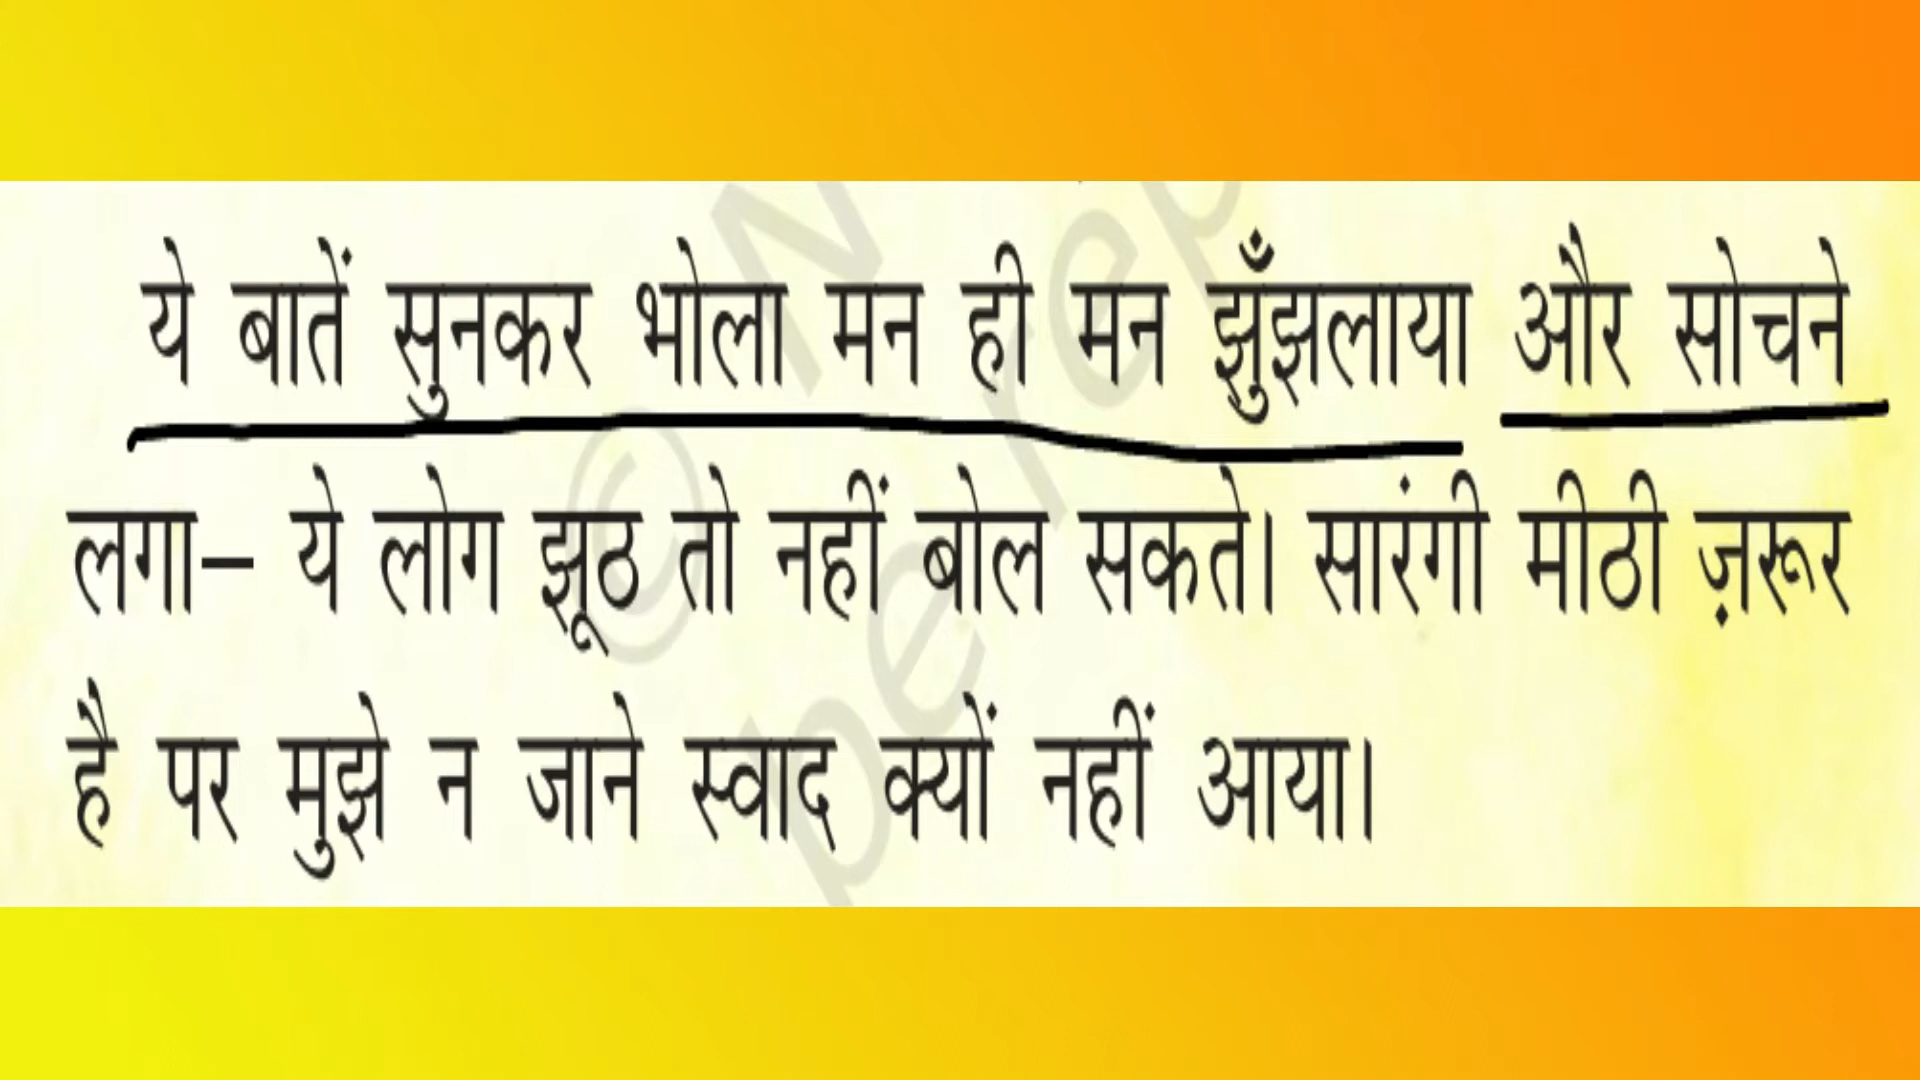 ये बातें सुनकर भोला मन ही मन झुँझलाया और सोचने
लगा– ये लोग झूठ तो नहीं बोल सकते। सारंगी मीठी ज़रूर
है पर मुझे न जाने स्वाद क्यों नहीं आया।